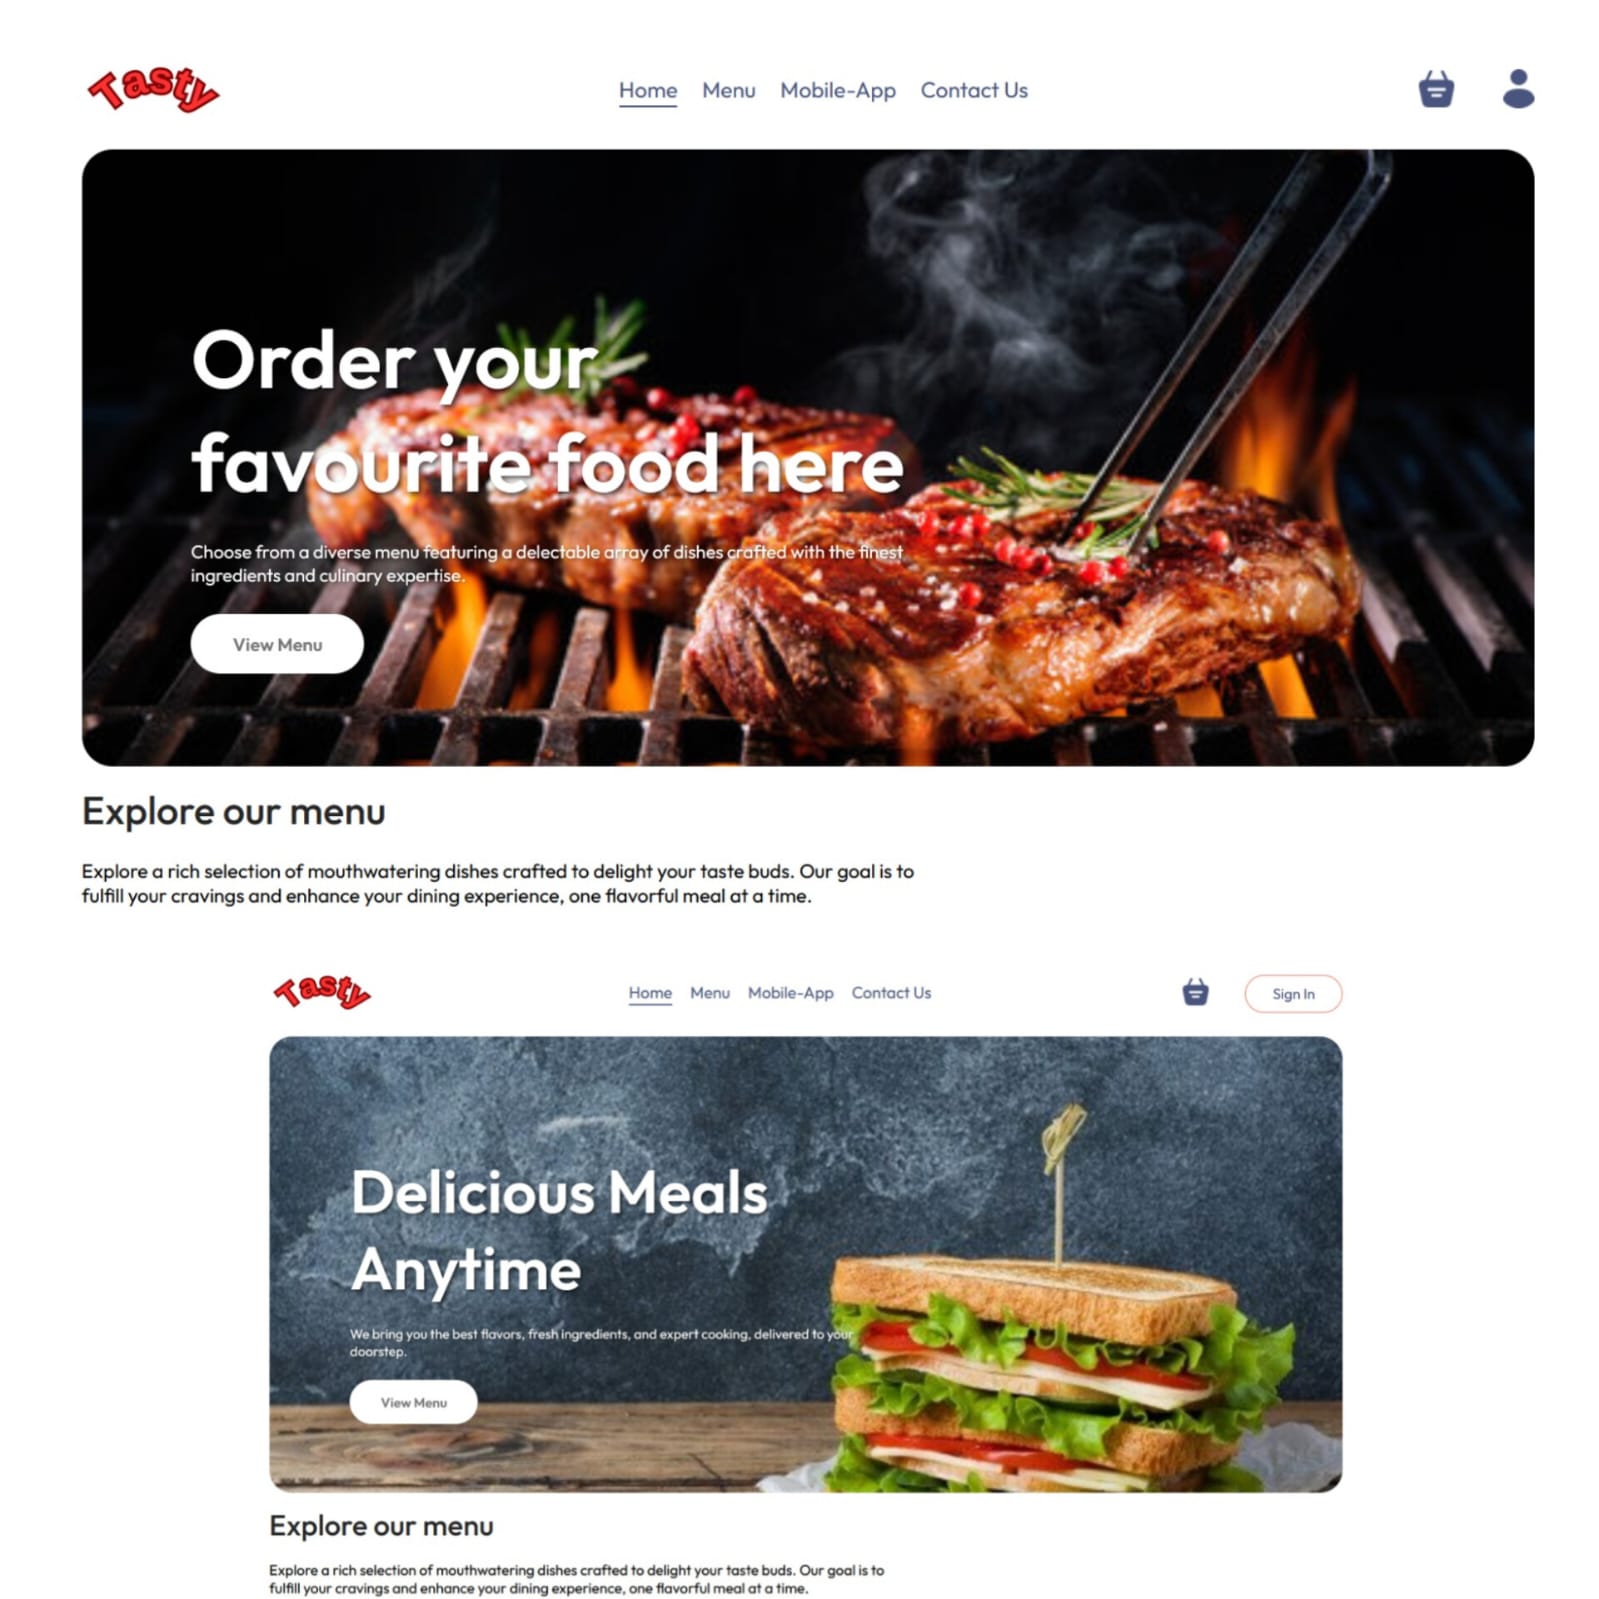 Tasty
Home Menu Mobile-App Contact Us
Order your
favourite food here
Choose from a diverse menu featuring a delectable array of dishes crafted with the finest
ingredients and culinary expertise.
View Menu
Explore our menu
Explore a rich selection of mouthwatering dishes crafted to delight your taste buds. Our goal is to
fulfill your cravings and enhance your dining experience, one flavorful meal at a time.
Tasty
Home Menu Mobile-App Contact Us
Sign In
Delicious Meals
Anytime
We bring you the best flavors, fresh ingredients, and expert cooking, delivered to your
doorstep.
View Menu
Explore our menu
Explore a rich selection of mouthwatering dishes crafted to delight your taste buds. Our goal is to
fulfill your cravings and enhance your dining experience, one flavorful meal at a time.